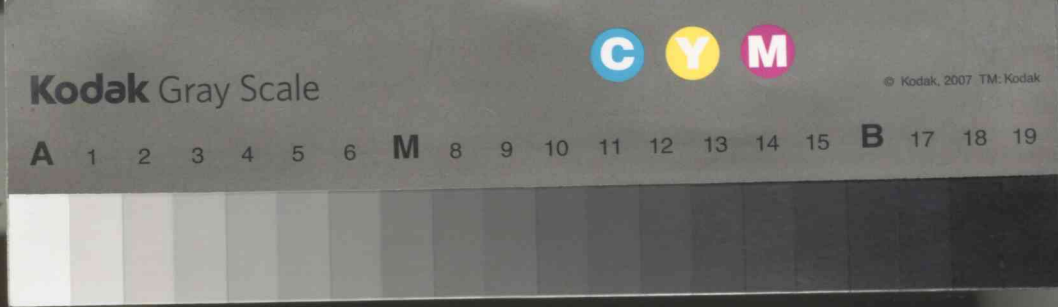 C Y M
Kodak Gray Scale
© Kodak, 2007 TM: Kodak
A 1 2 3 4 5 6 M 8 9 10 11 12 13 14 15 B 17 18 19